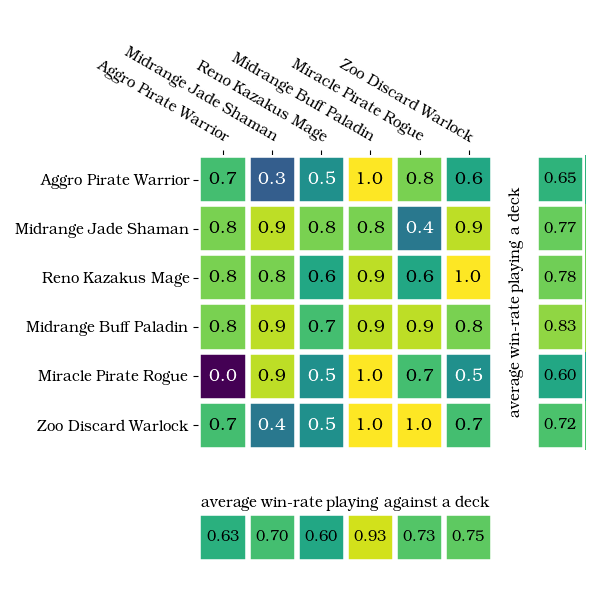 Aggro Pirate Warrior
Midrange Jade Shaman
Reno Kazakus Mage
Midrange Buff Paladin
Miracle Pirate Rogue
Zoo Discard Warlock
Aggro Pirate Warrior 0.7 0.3 0.5 1.0 0.8 0.6 0.65
Midrange Jade Shaman 0.8 0.9 0.8 0.8 0.4 0.9 0.77
Reno Kazakus Mage 0.8 0.8 0.6 0.9 0.6 1.0 0.78
Midrange Buff Paladin 0.8 0.9 0.7 0.9 0.9 0.8 0.83
Miracle Pirate Rogue 0.0 0.9 0.5 1.0 0.7 0.5 0.60
Zoo Discard Warlock 0.7 0.4 0.5 1.0 1.0 0.7 0.72
average win-rate playing a deck
average win-rate playing against a deck
0.63 0.70 0.60 0.93 0.73 0.75